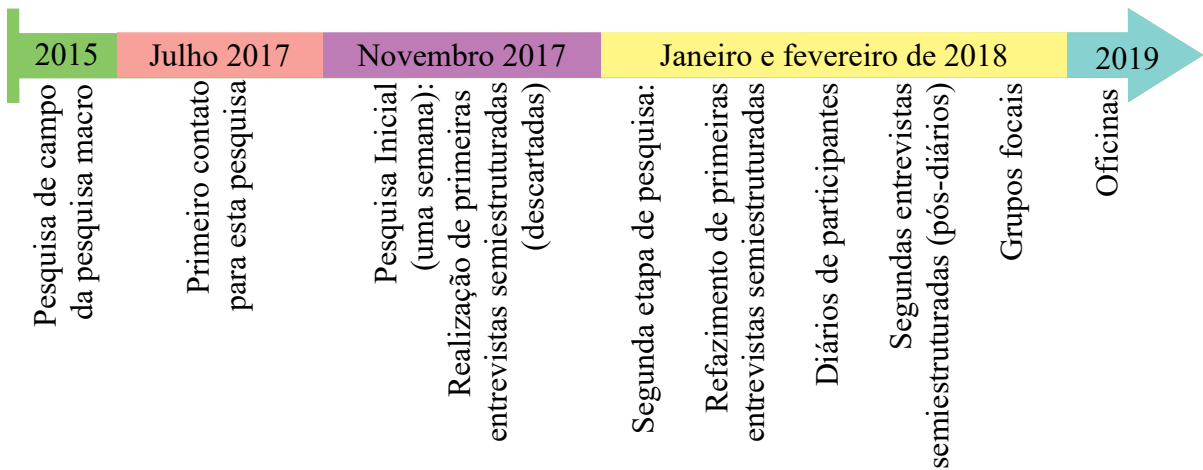 2015
Julho 2017
Novembro 2017
Janeiro e fevereiro de 2018
2019
Pesquisa de campo
da pesquisa macro
Primeiro contato
para esta pesquisa
Pesquisa Inicial
(uma semana):
Realização de primeiras
entrevistas semiestruturadas
(descartadas)
Segunda etapa de pesquisa:
Refazimento de primeiras
entrevistas semiestruturadas
Diários de participantes
Segundas entrevistas
semiestruturadas (pós-diários)
Grupos focais
Oficinas